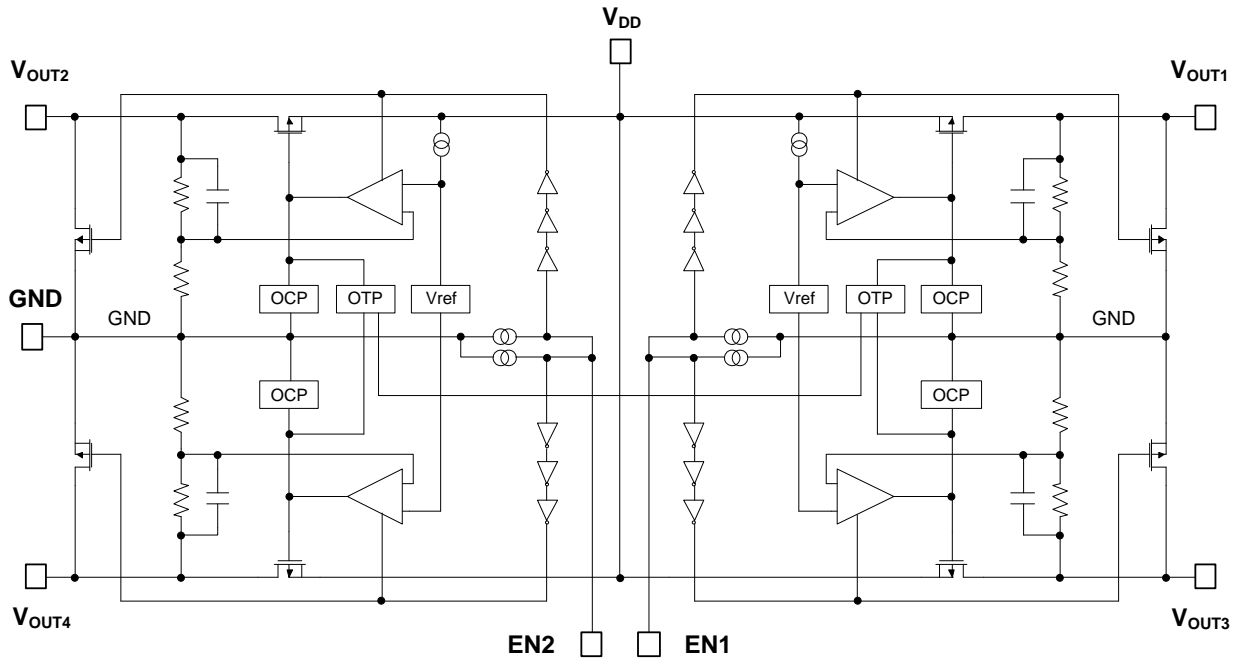 VDD
VOUT2
VOUT1
GND
GND
OCP
OTP
Vref
Vref
OTP
OCP
GND
OCP
OCP
VOUT4
EN2
EN1
VOUT3